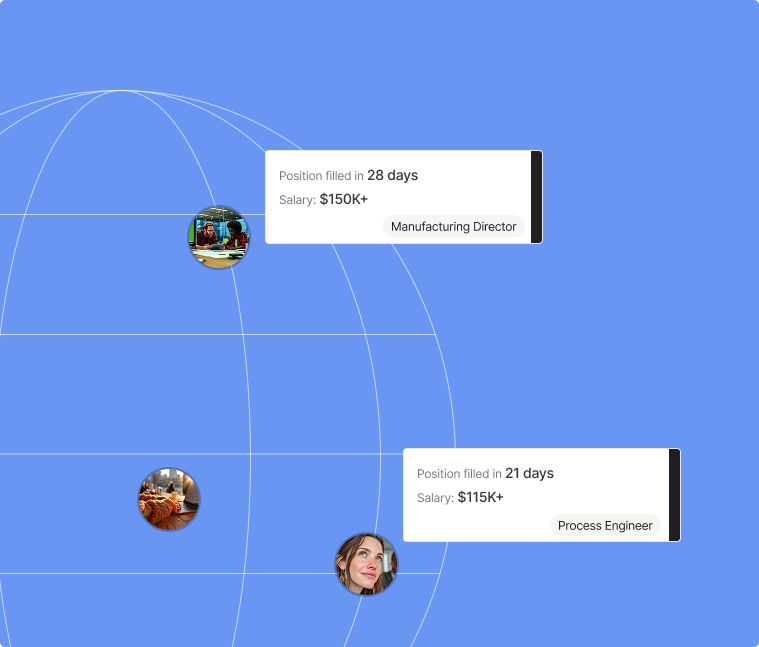 Position filled in 28 days
Salary: $150K+
Manufacturing Director
Position filled in 21 days
Salary: $115K+
Process Engineer